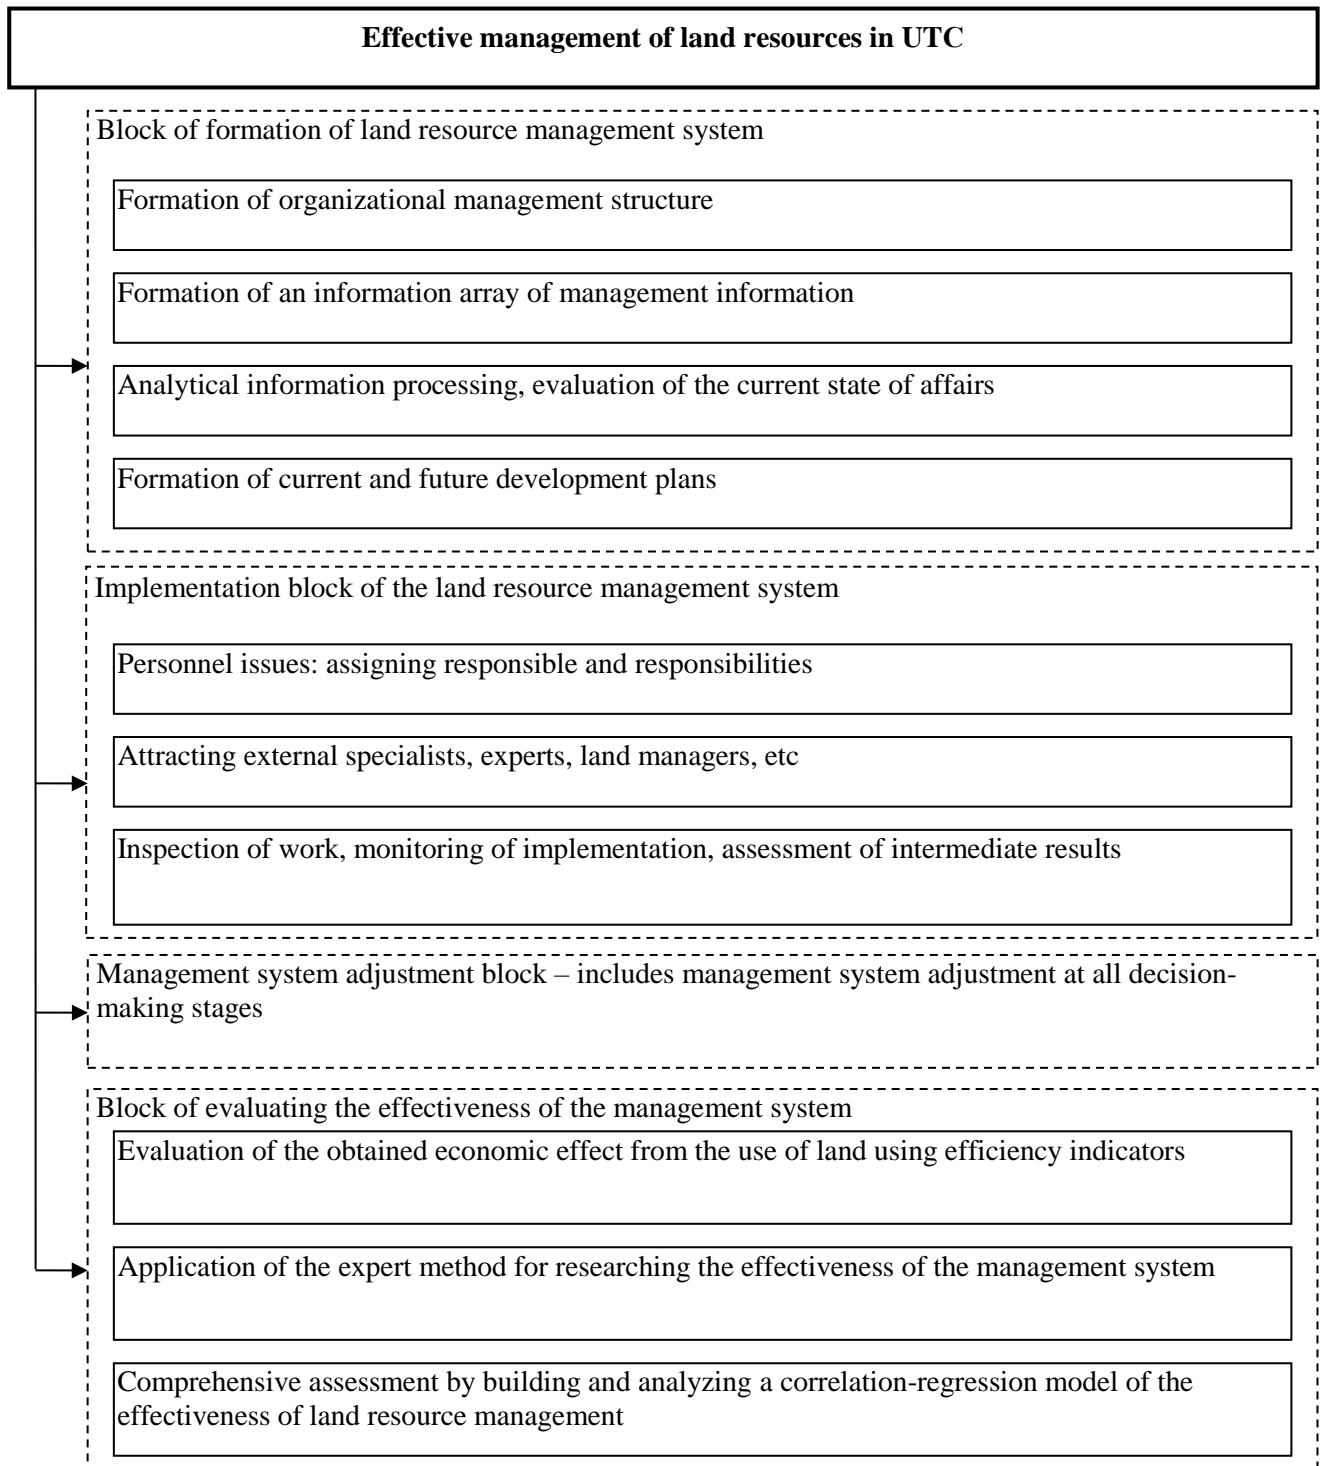 Effective management of land resources in UTC
Block of formation of land resource management system
Formation of organizational management structure
Formation of an information array of management information
Analytical information processing, evaluation of the current state of affairs
Formation of current and future development plans
Implementation block of the land resource management system
Personnel issues: assigning responsible and responsibilities
Attracting external specialists, experts, land managers, etc
Inspection of work, monitoring of implementation, assessment of intermediate results
Management system adjustment block – includes management system adjustment at all decision-
making stages
Block of evaluating the effectiveness of the management system
Evaluation of the obtained economic effect from the use of land using efficiency indicators
Application of the expert method for researching the effectiveness of the management system
Comprehensive assessment by building and analyzing a correlation-regression model of the
effectiveness of land resource management